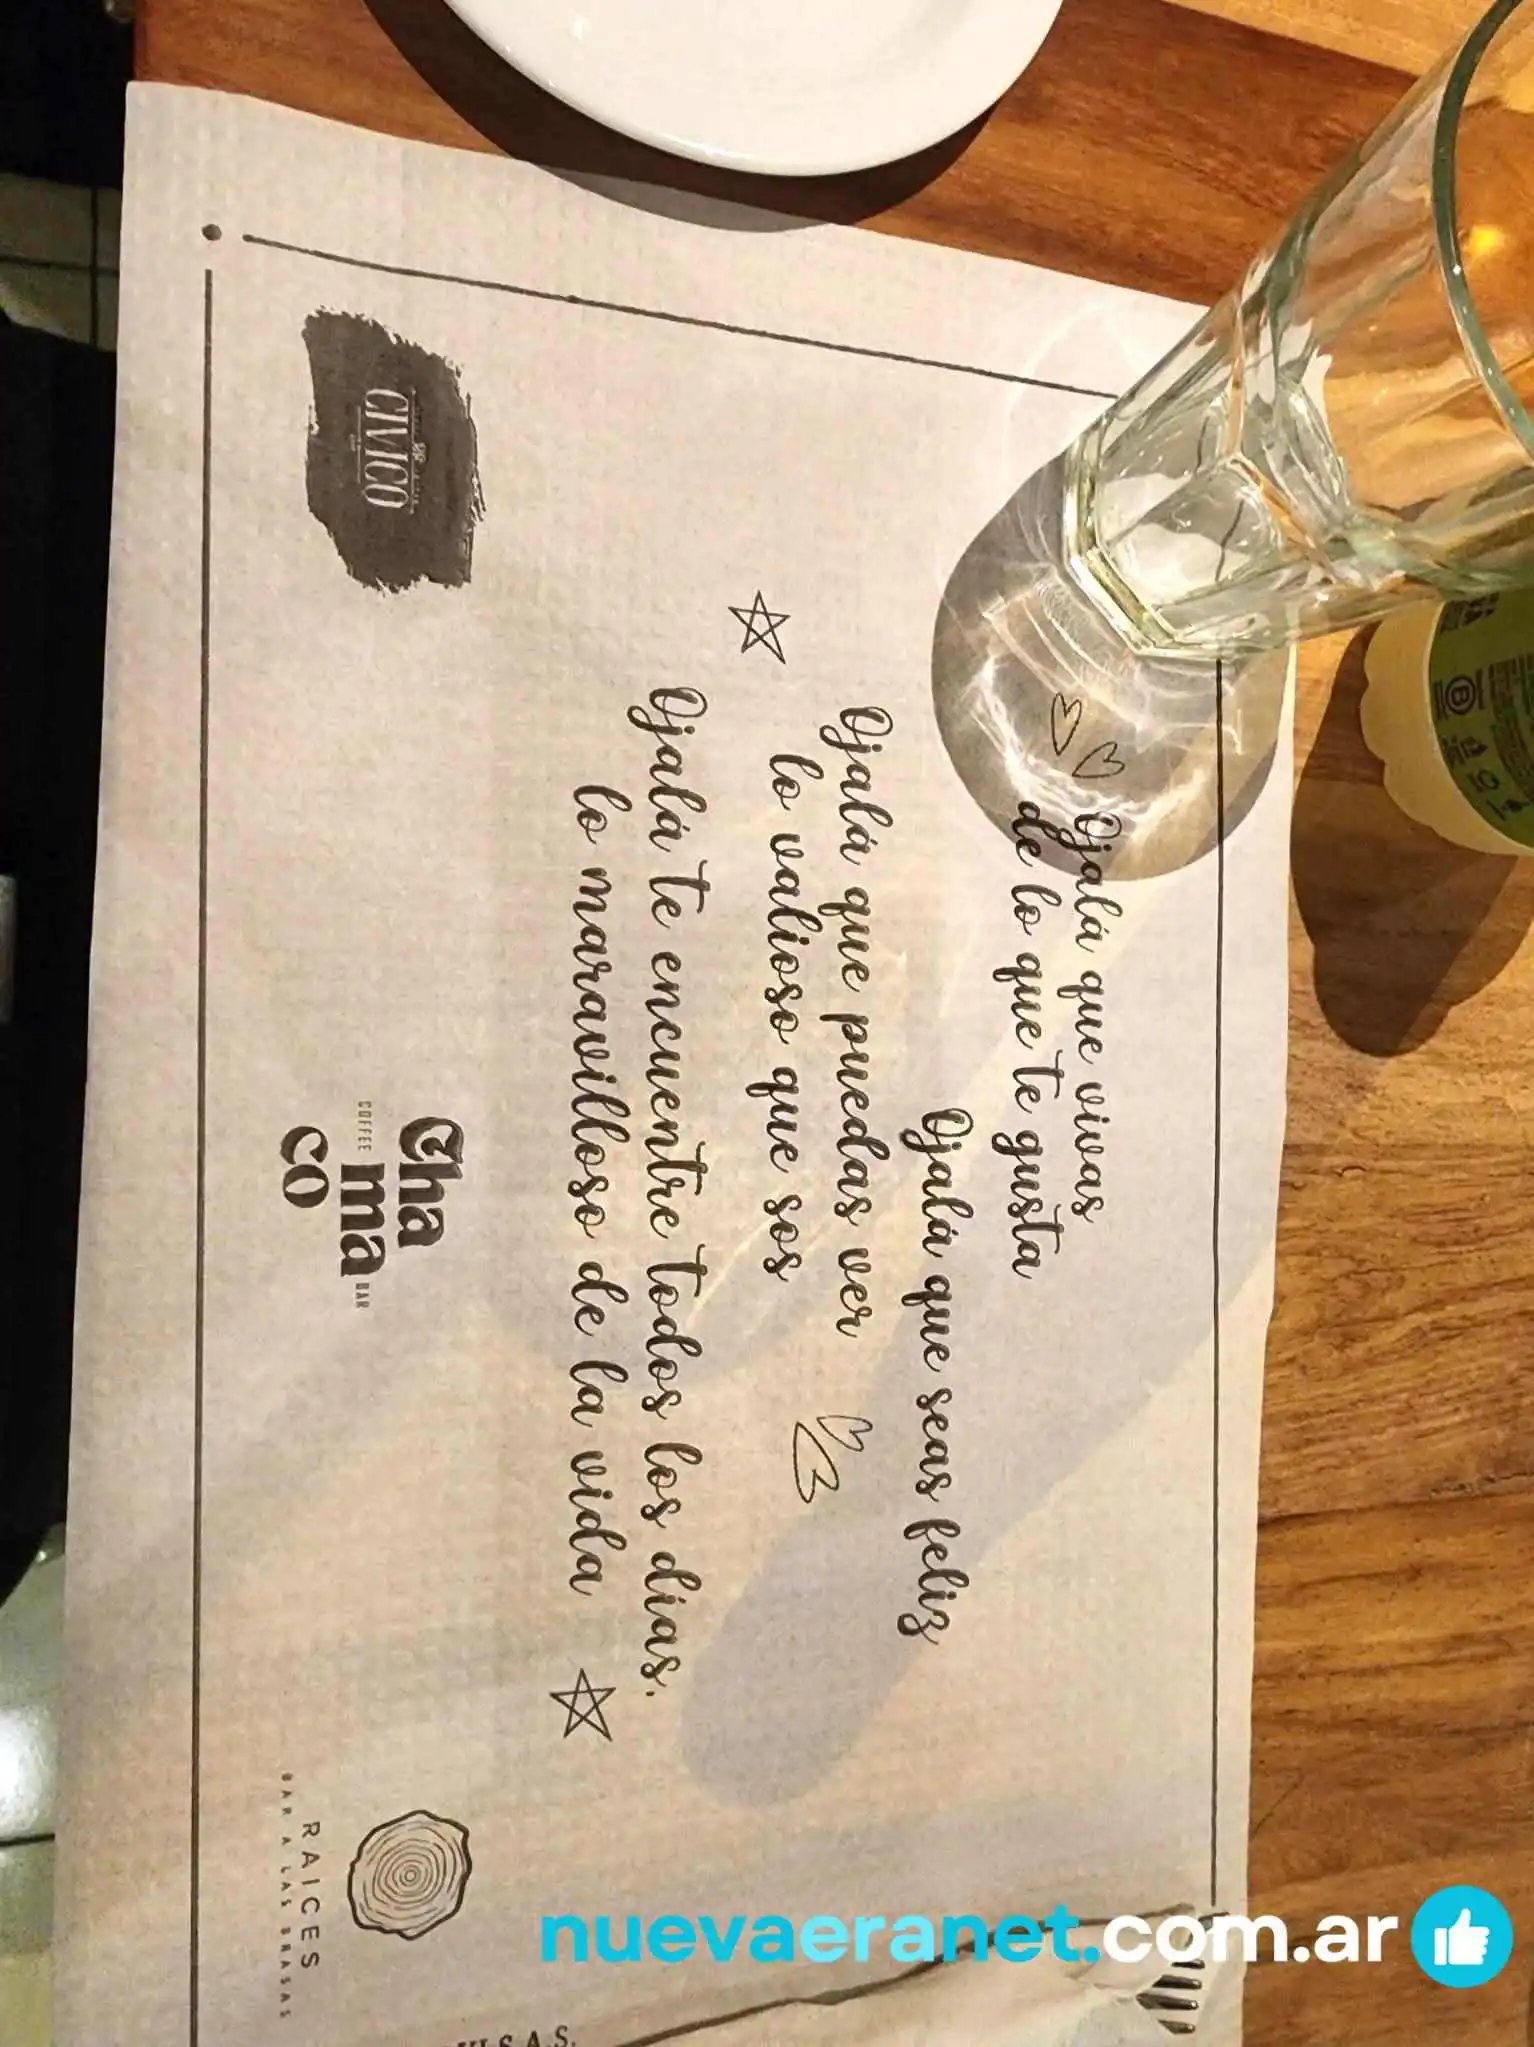 Ojalá que vivas
de lo que te gusta
Ojalá que seas feliz
Ojalá que puedas ver
lo valioso que sos
Ojalá te encuentre todos los días.
lo maravilloso de la vida
CIVICO
Cha
COFFEE ma BAR
co
RAICES
BAR A LAS BRASAS
S.A.S.
nuevaeranet.com.ar